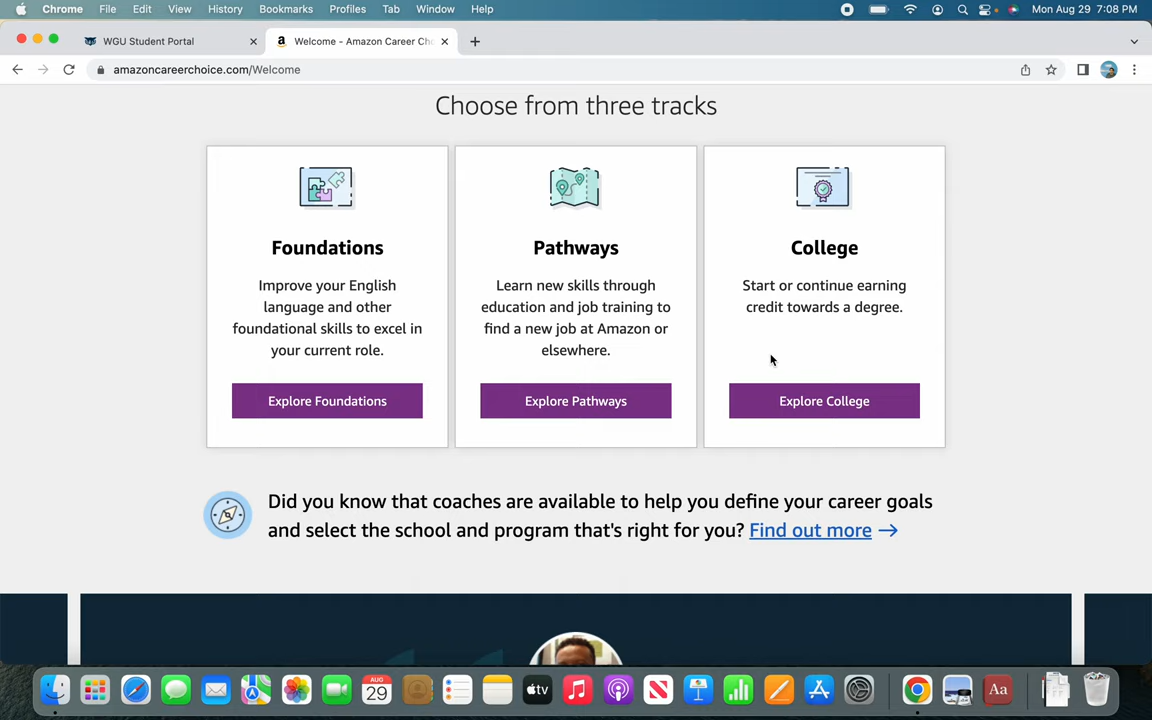 Chrome File Edit View History Bookmarks Profiles Tab Window Help Mon Aug 29 7:08 PM
WGU Student Portal
a Welcome - Amazon Career Ch
amazoncareerchoice.com/Welcome
Choose from three tracks
Foundations
Improve your English
language and other
foundational skills to excel in
your current role.
Explore Foundations
Pathways
Learn new skills through
education and job training to
find a new job at Amazon or
elsewhere.
Explore Pathways
College
Start or continue earning
credit towards a degree.
Explore College
Did you know that coaches are available to help you define your career goals
and select the school and program that's right for you? Find out more →
AUG
29
tv
Aa